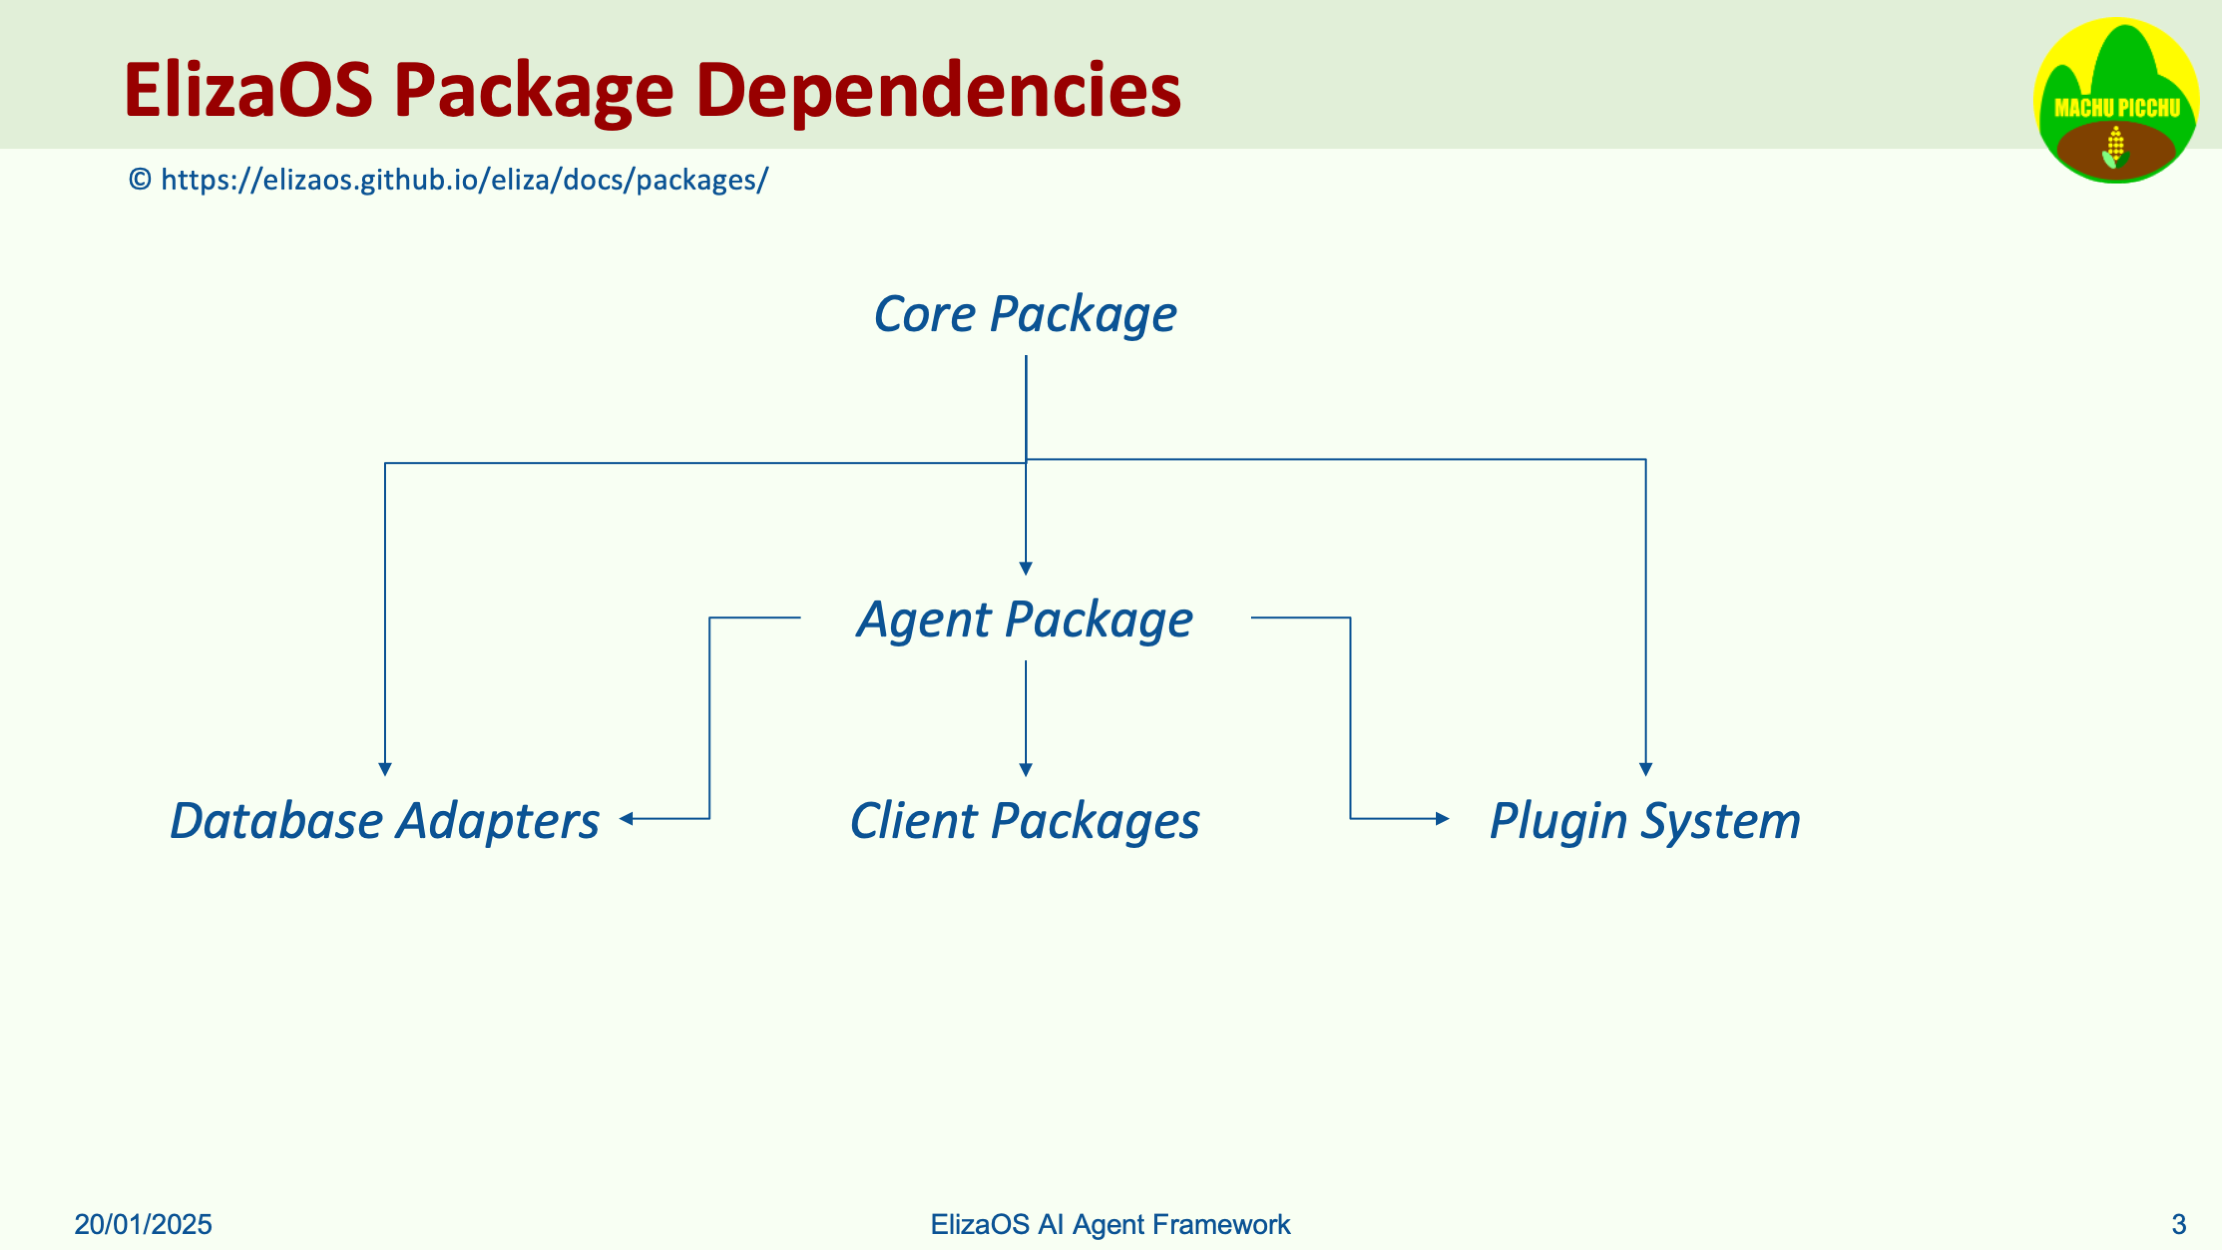 ElizaOS Package Dependencies
MACHU PICCHU
© https://elizaos.github.io/eliza/docs/packages/
Core Package
Agent Package
Database Adapters
Client Packages
Plugin System
20/01/2025
ElizaOS AI Agent Framework
3